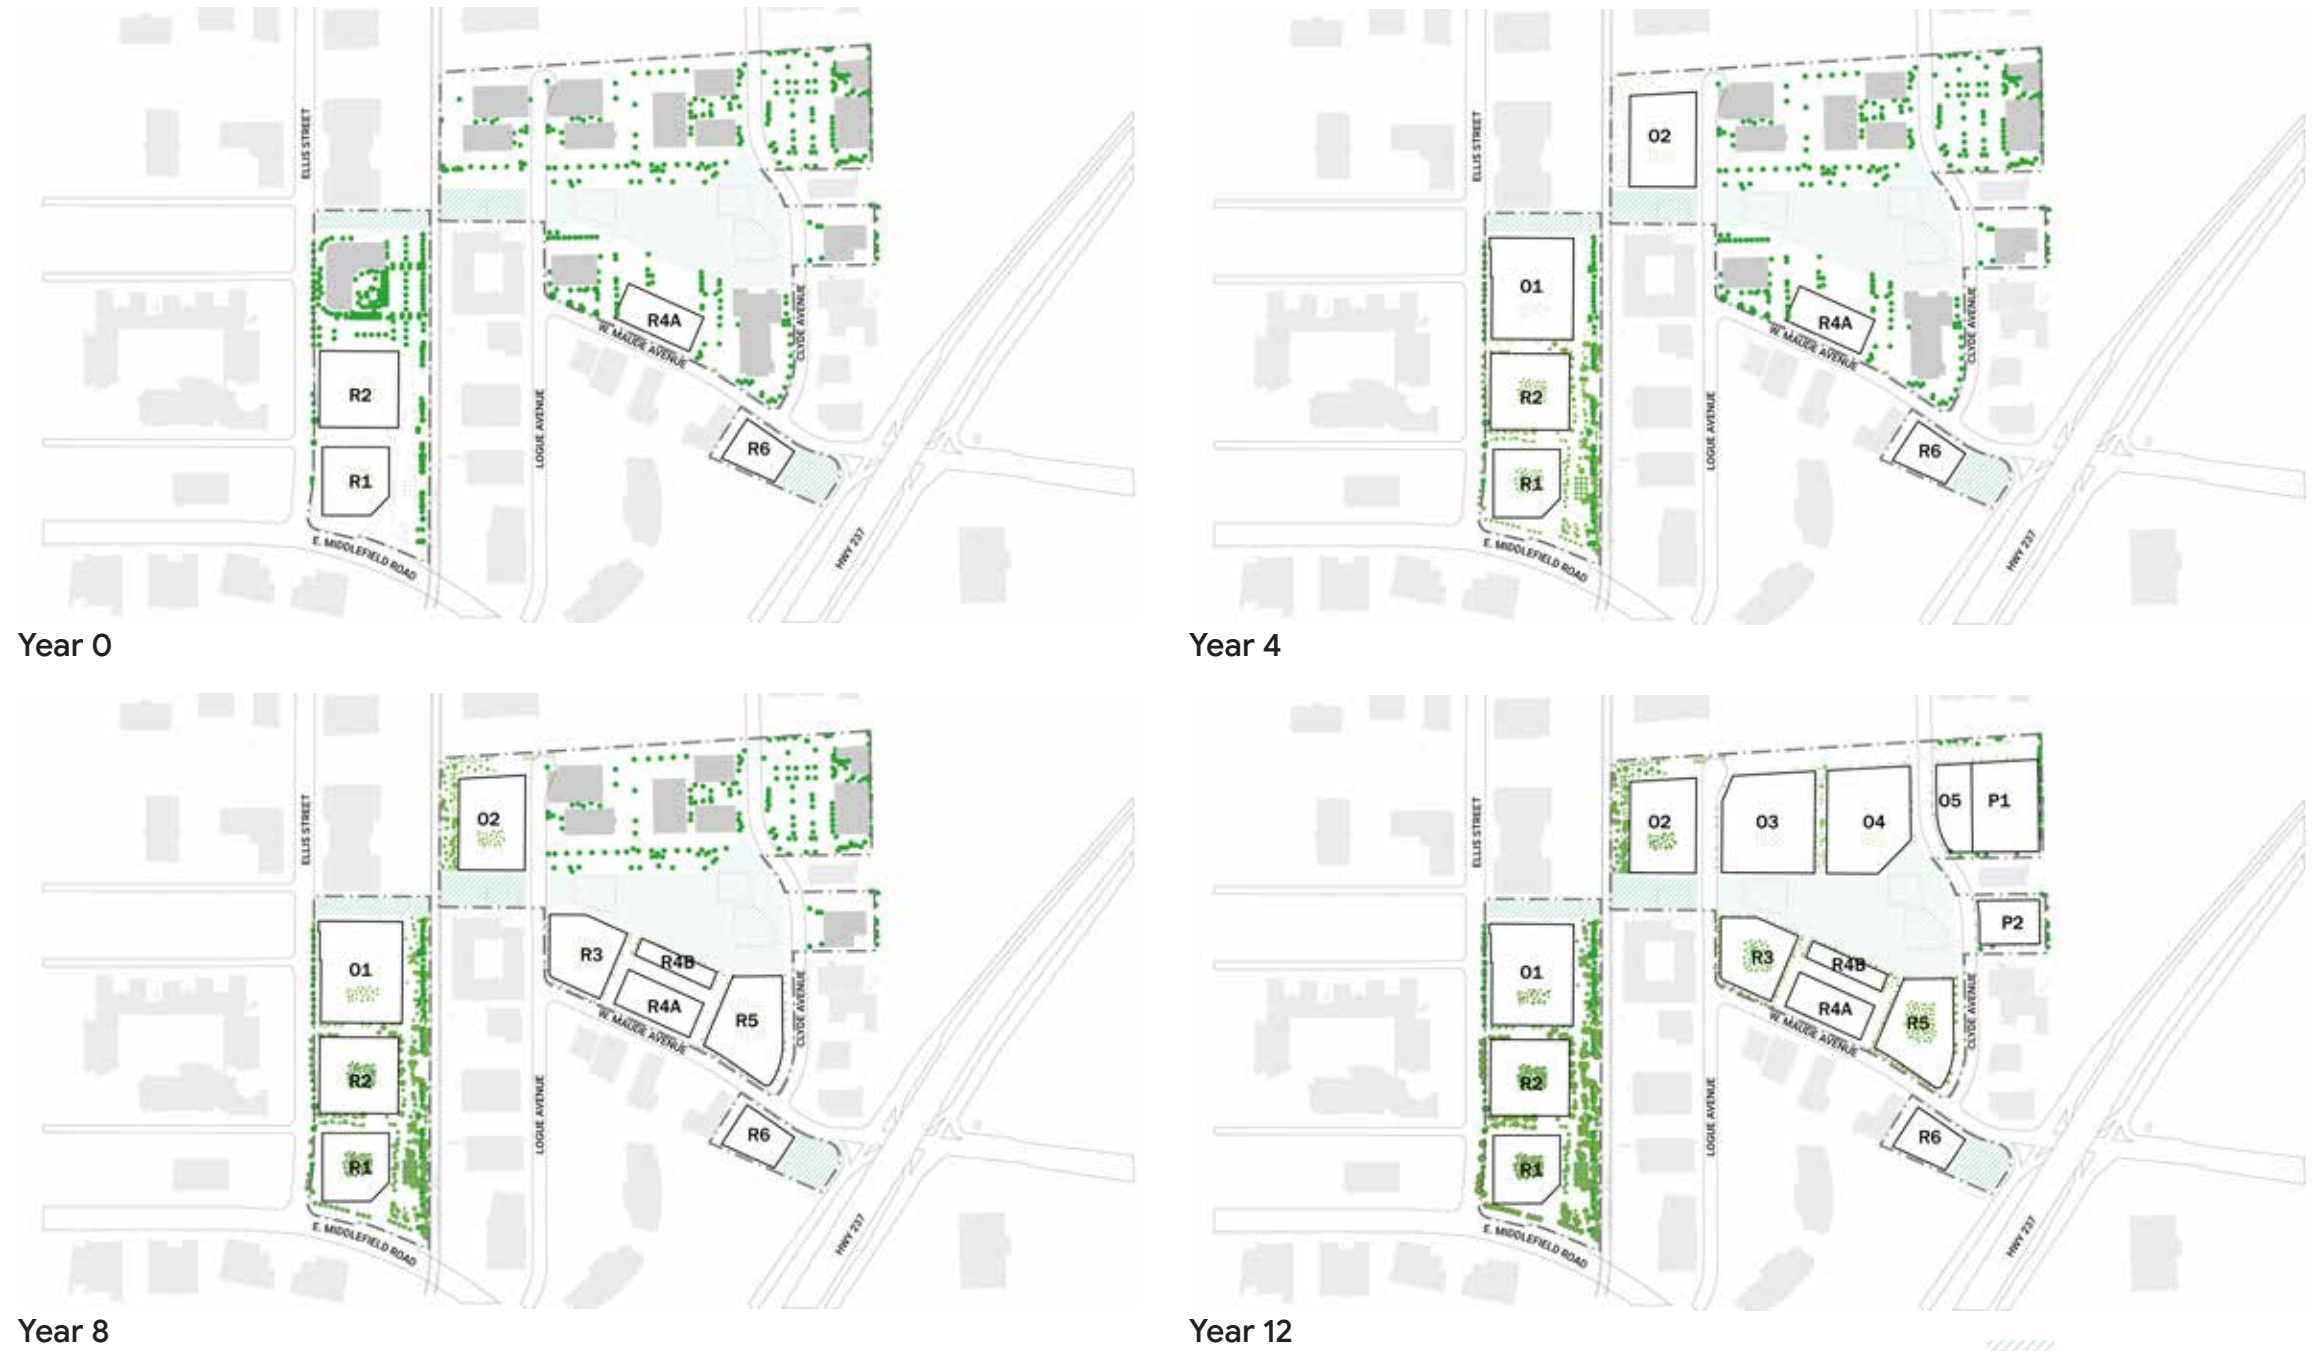 ELLIS STREET
R4A
W. MAUDE AVENUE
CLYDE AVENUE
R2
R1
R6
LOGUE AVENUE
E. MIDDLEFIELD ROAD
HWY 237
Year 0
ELLIS STREET
O2
O1
R4A
W. MAUDE AVENUE
CLYDE AVENUE
R2
R1
R6
LOGUE AVENUE
E. MIDDLEFIELD ROAD
HWY 237
Year 4
ELLIS STREET
O2
O1
R3
R4B
R4A
R5
W. MAUDE AVENUE
CLYDE AVENUE
R2
R1
R6
LOGUE AVENUE
E. MIDDLEFIELD ROAD
HWY 237
Year 8
ELLIS STREET
O2
O3
O4
O5
P1
P2
O1
R3
R4B
R4A
R5
W. MAUDE AVENUE
CLYDE AVENUE
R2
R1
R6
LOGUE AVENUE
E. MIDDLEFIELD ROAD
HWY 237
Year 12